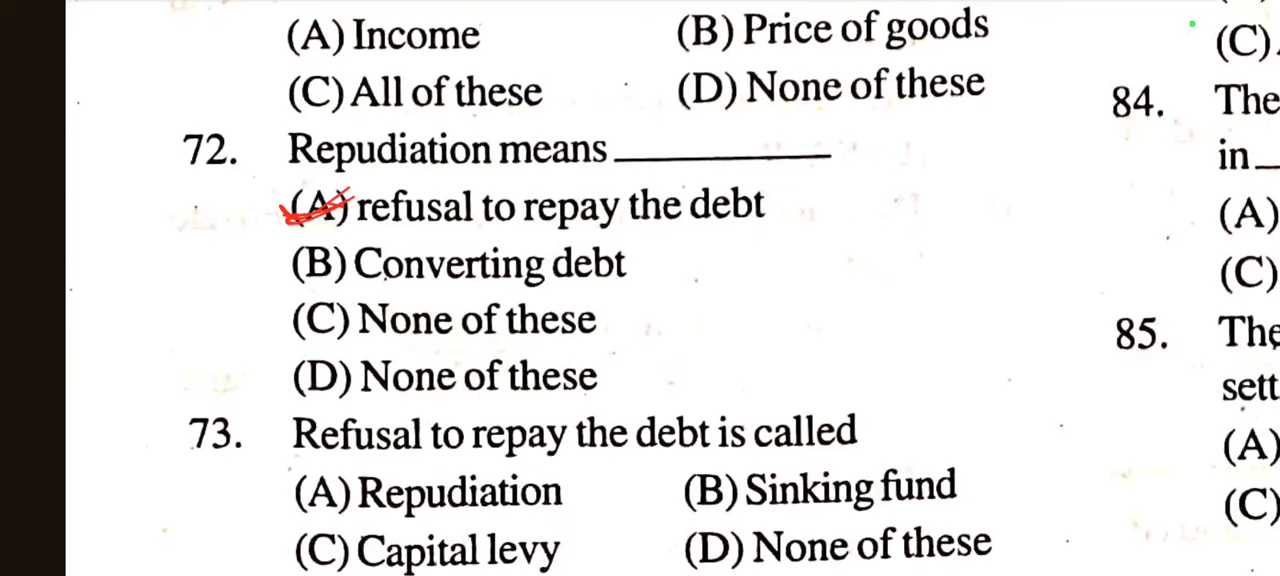 (A) Income (B) Price of goods
(C) All of these (D) None of these
72. Repudiation means
(A) refusal to repay the debt
(B) Converting debt
(C) None of these
(D) None of these
73. Refusal to repay the debt is called
(A) Repudiation (B) Sinking fund
(C) Capital levy (D) None of these
(C)
84. The
in
(A)
(C)
85. The
sett
(A)
(C)